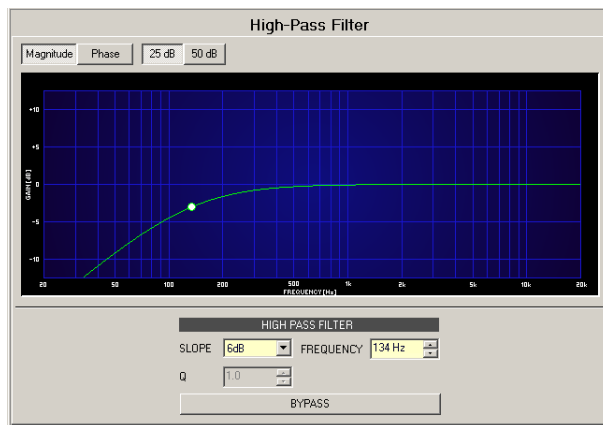 High-Pass Filter
Magnitude Phase 25 dB 50 dB
+10
+5
0
-5
-10
GAIN [dB]
20 50 100 200 500 1k 2k 5k 10k 20k
FREQUENCY[Hz]
HIGH PASS FILTER
SLOPE 6dB FREQUENCY 134 Hz
Q 1.0
BYPASS